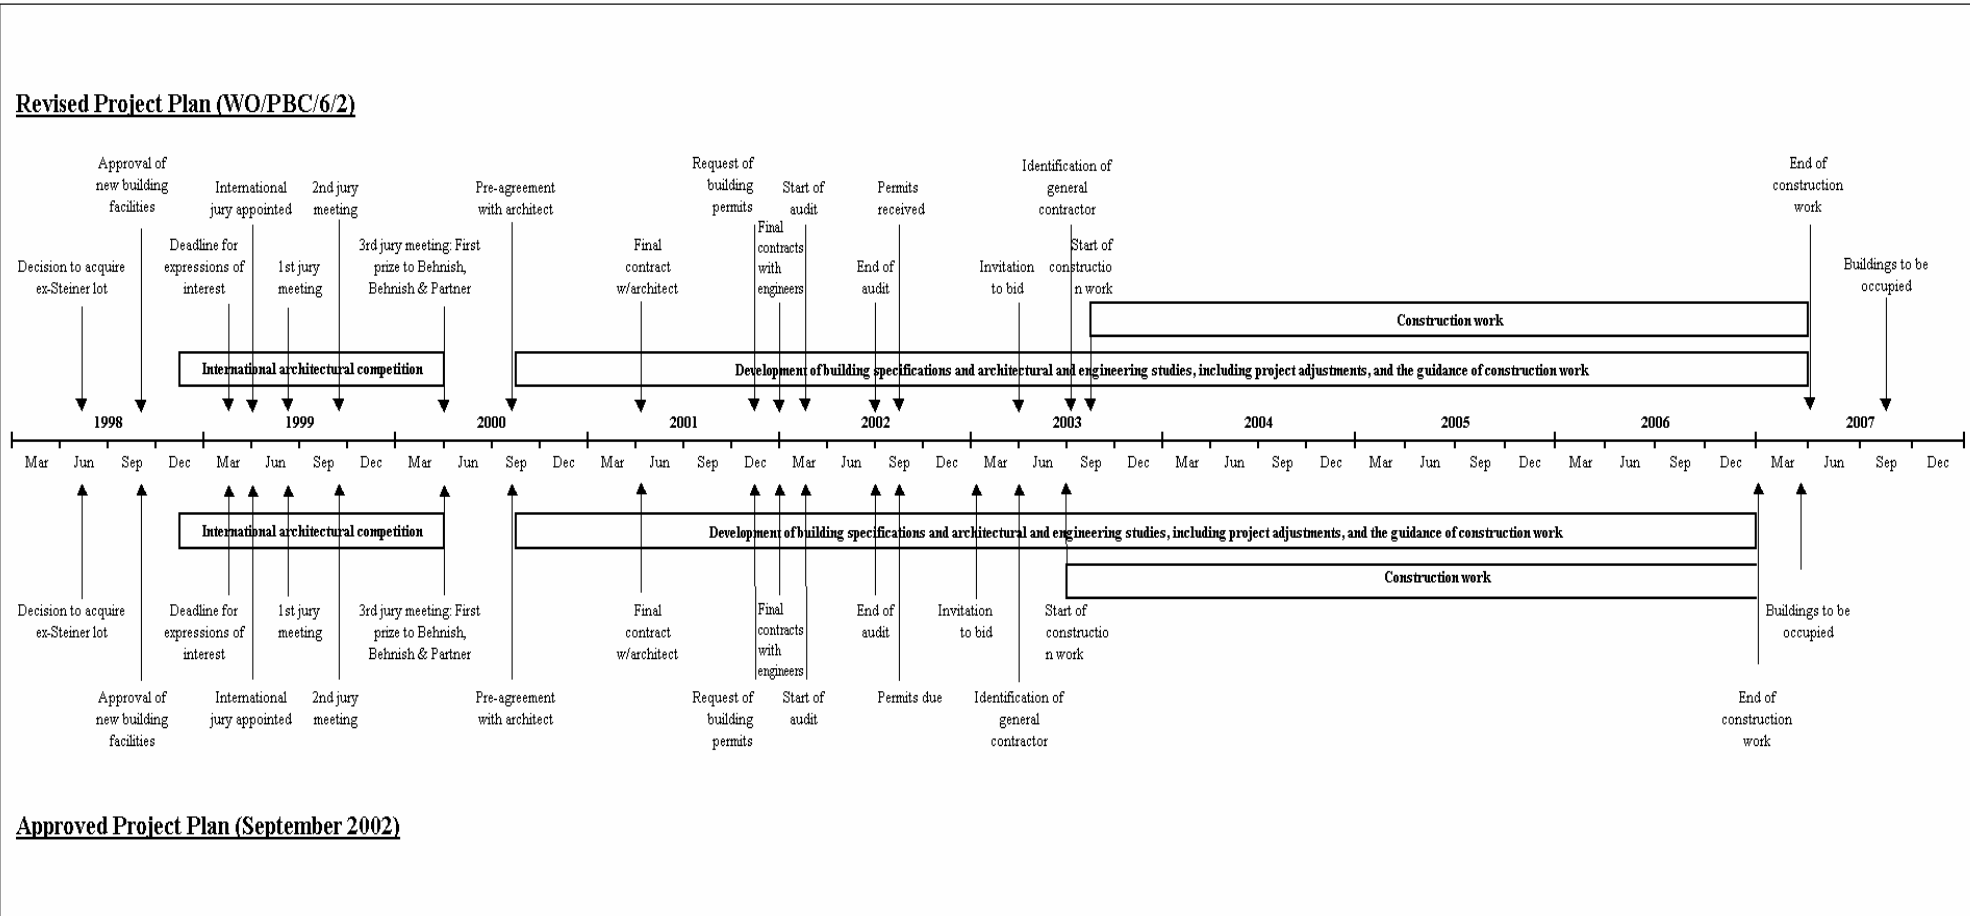 Revised Project Plan (WO/PBC/6/2)
Approval of
new building
facilities
International
jury appointed
2nd jury
meeting
Pre-agreement
with architect
Request of
building
permits
Start of
audit
Permits
received
Identification of
general
contractor
End of
construction
work
Decision to acquire
ex-Steiner lot
Deadline for
expressions of
interest
1st jury
meeting
3rd jury meeting: First
prize to Behnish,
Behnish & Partner
Final
contract
w/architect
Final
contracts
with
engineers
End of
audit
Invitation
to bid
Start of
constructio
n work
Buildings to be
occupied
Construction work
International architectural competition
Development of building specifications and architectural and engineering studies, including project adjustments, and the guidance of construction work
1998 1999 2000 2001 2002 2003 2004 2005 2006 2007
Mar Jun Sep Dec Mar Jun Sep Dec Mar Jun Sep Dec Mar Jun Sep Dec Mar Jun Sep Dec Mar Jun Sep Dec Mar Jun Sep Dec Mar Jun Sep Dec Mar Jun Sep Dec Mar Jun Sep Dec
International architectural competition
Development of building specifications and architectural and engineering studies, including project adjustments, and the guidance of construction work
Construction work
Decision to acquire
ex-Steiner lot
Deadline for
expressions of
interest
1st jury
meeting
3rd jury meeting: First
prize to Behnish,
Behnish & Partner
Final
contract
w/architect
Final
contracts
with
engineers
End of
audit
Invitation
to bid
Start of
constructio
n work
Buildings to be
occupied
Approval of
new building
facilities
International
jury appointed
2nd jury
meeting
Pre-agreement
with architect
Request of
building
permits
Start of
audit
Permits due
Identification of
general
contractor
End of
construction
work
Approved Project Plan (September 2002)